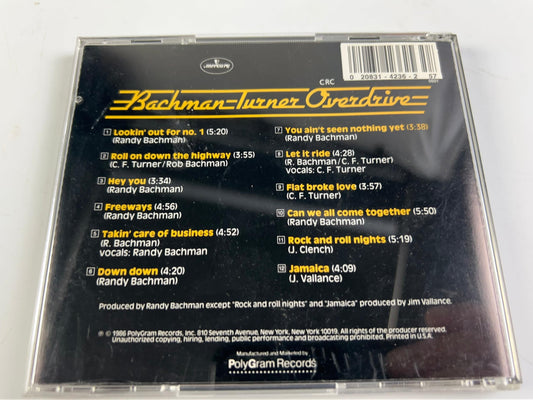 mercury
0 20831-4236-2 57
CRC
Bachman-Turner Overdrive
1 Lookin' out for no. 1 (5:20)
(Randy Bachman)
2 Roll on down the highway (3:55)
(C. F. Turner/Rob Bachman)
3 Hey you (3:34)
(Randy Bachman)
4 Freeways (4:56)
(Randy Bachman)
5 Takin' care of business (4:52)
(R. Bachman)
vocals: Randy Bachman
6 Down down (4:20)
(Randy Bachman)
7 You ain't seen nothing yet (3:38)
(Randy Bachman)
8 Let it ride (4:28)
(R. Bachman/C. F. Turner)
vocals: C. F. Turner
9 Flat broke love (3:57)
(C. F. Turner)
10 Can we all come together (5:50)
(Randy Bachman)
11 Rock and roll nights (5:19)
(J. Clench)
12 Jamaica (4:09)
(J. Vallance)
Produced by Randy Bachman except "Rock and roll nights" and "Jamaica" produced by Jim Vallance.
℗ © 1986 PolyGram Records, Inc. 810 Seventh Avenue, New York, New York 10019. All rights of the producer reserved.
Unauthorized copying, hiring, lending, public performance and broadcasting prohibited. Printed in U.S.A.
Manufactured and Marketed by
PolyGram Records